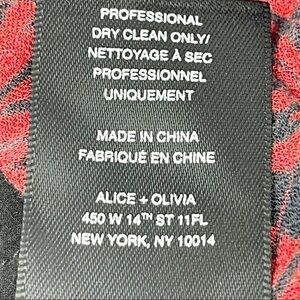 PROFESSIONAL
DRY CLEAN ONLY/
NETTOYAGE À SEC
PROFESSIONNEL
UNIQUEMENT
MADE IN CHINA
FABRIQUÉ EN CHINE
ALICE + OLIVIA
450 W 14TH ST 11FL
NEW YORK, NY 10014